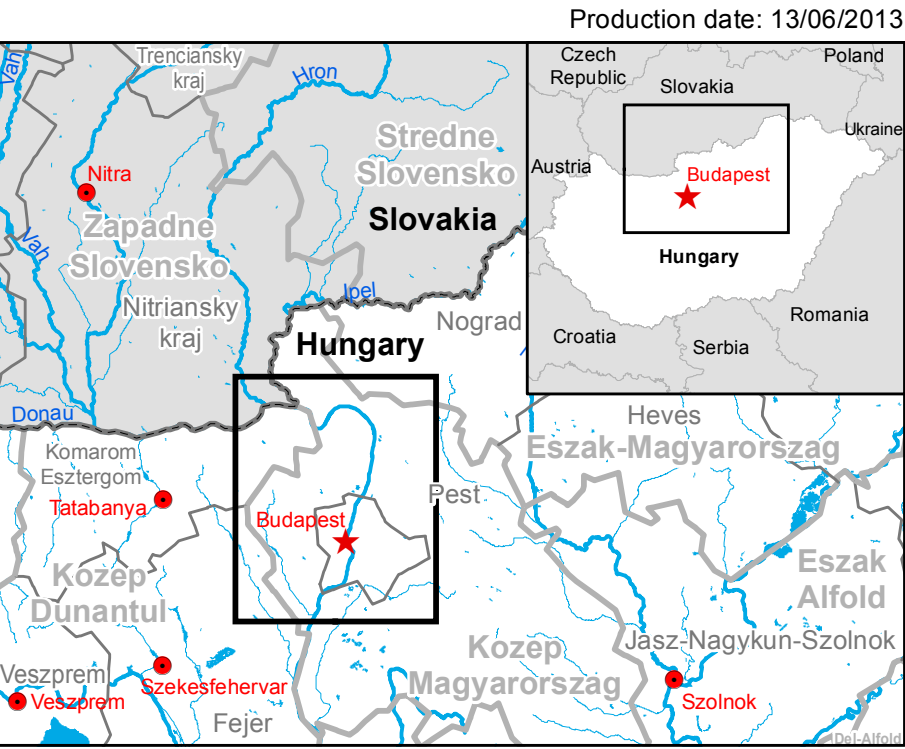 Production date: 13/06/2013
Vah
Trenciansky
kraj
Hron
Czech
Republic
Poland
Slovakia
Ukraine
Stredne
Slovensko
Nitra
Austria
Budapest
Slovakia
Zapadne
Slovensko
Vah
Hungary
Nitriansky
kraj
Ipel
Nograd
Romania
Hungary
Croatia
Serbia
Donau
Heves
Eszak-Magyarország
Komarom
Esztergom
Tatabanya
Pest
Budapest
Eszak
Alfold
Kozep
Dunantul
Jasz-Nagykun-Szolnok
Kozep
Magyarország
Veszprem
Veszprem
Szekesfehervar
Szolnok
Fejer
Del-Alfold